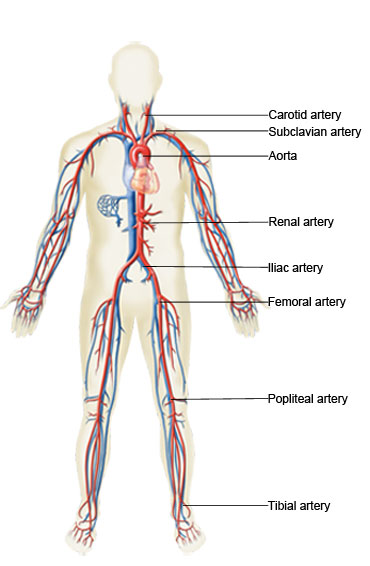 Carotid artery
Subclavian artery
Aorta
Renal artery
Iliac artery
Femoral artery
Popliteal artery
Tibial artery